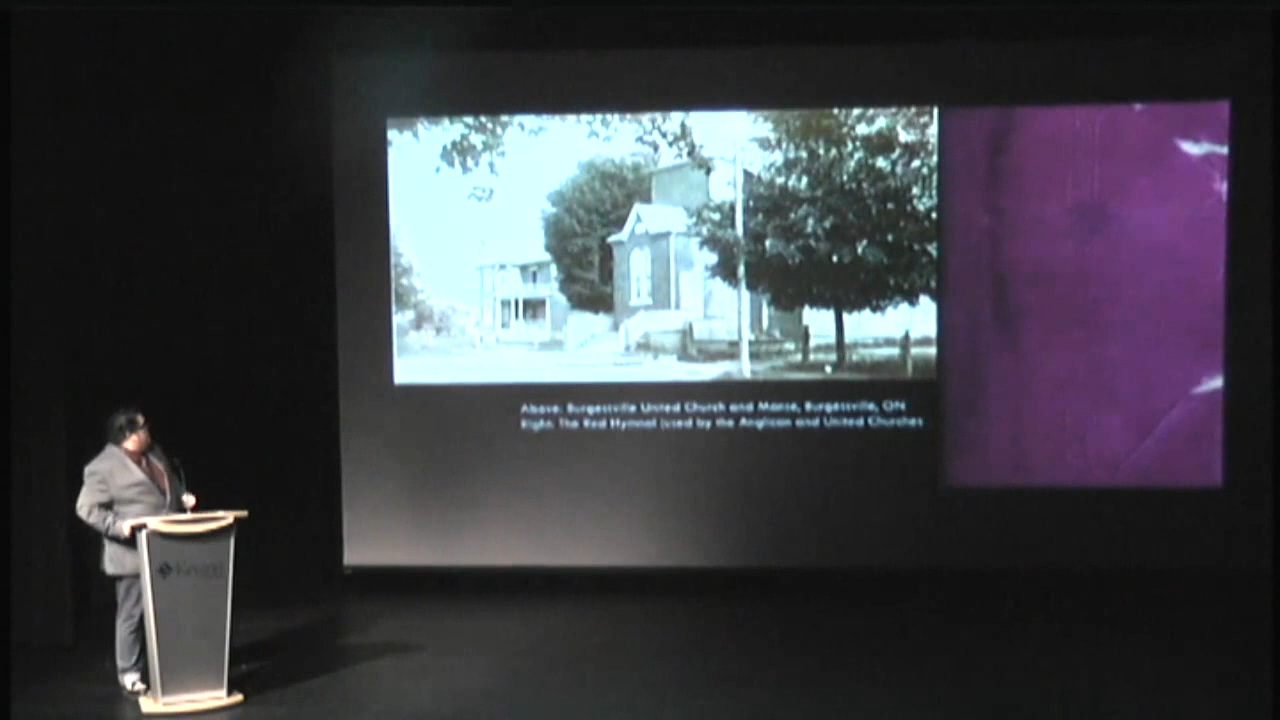 Above: Burgessville United Church and Manse, Burgessville, ON
Right: The Red Hymnal (used by the Anglican and United Churches